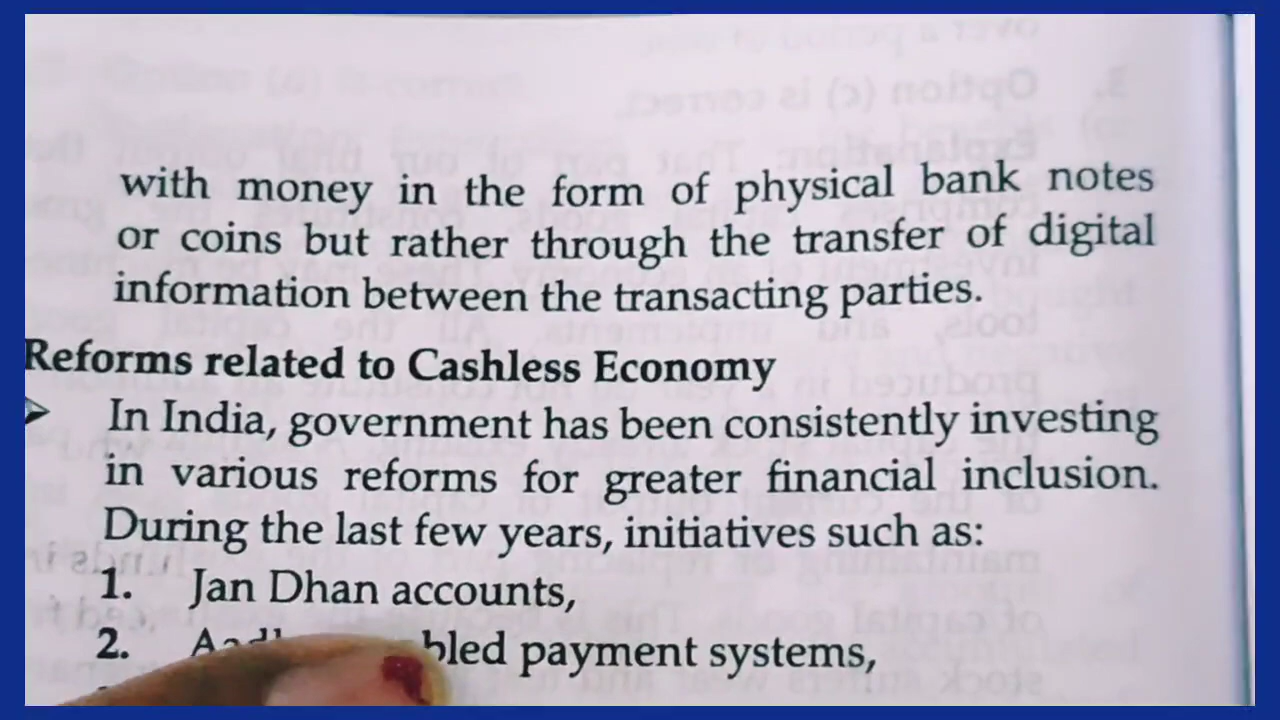 with money in the form of physical bank notes
or coins but rather through the transfer of digital
information between the transacting parties.
Reforms related to Cashless Economy
➢ In India, government has been consistently investing
in various reforms for greater financial inclusion.
During the last few years, initiatives such as:
1. Jan Dhan accounts,
2. payment systems,